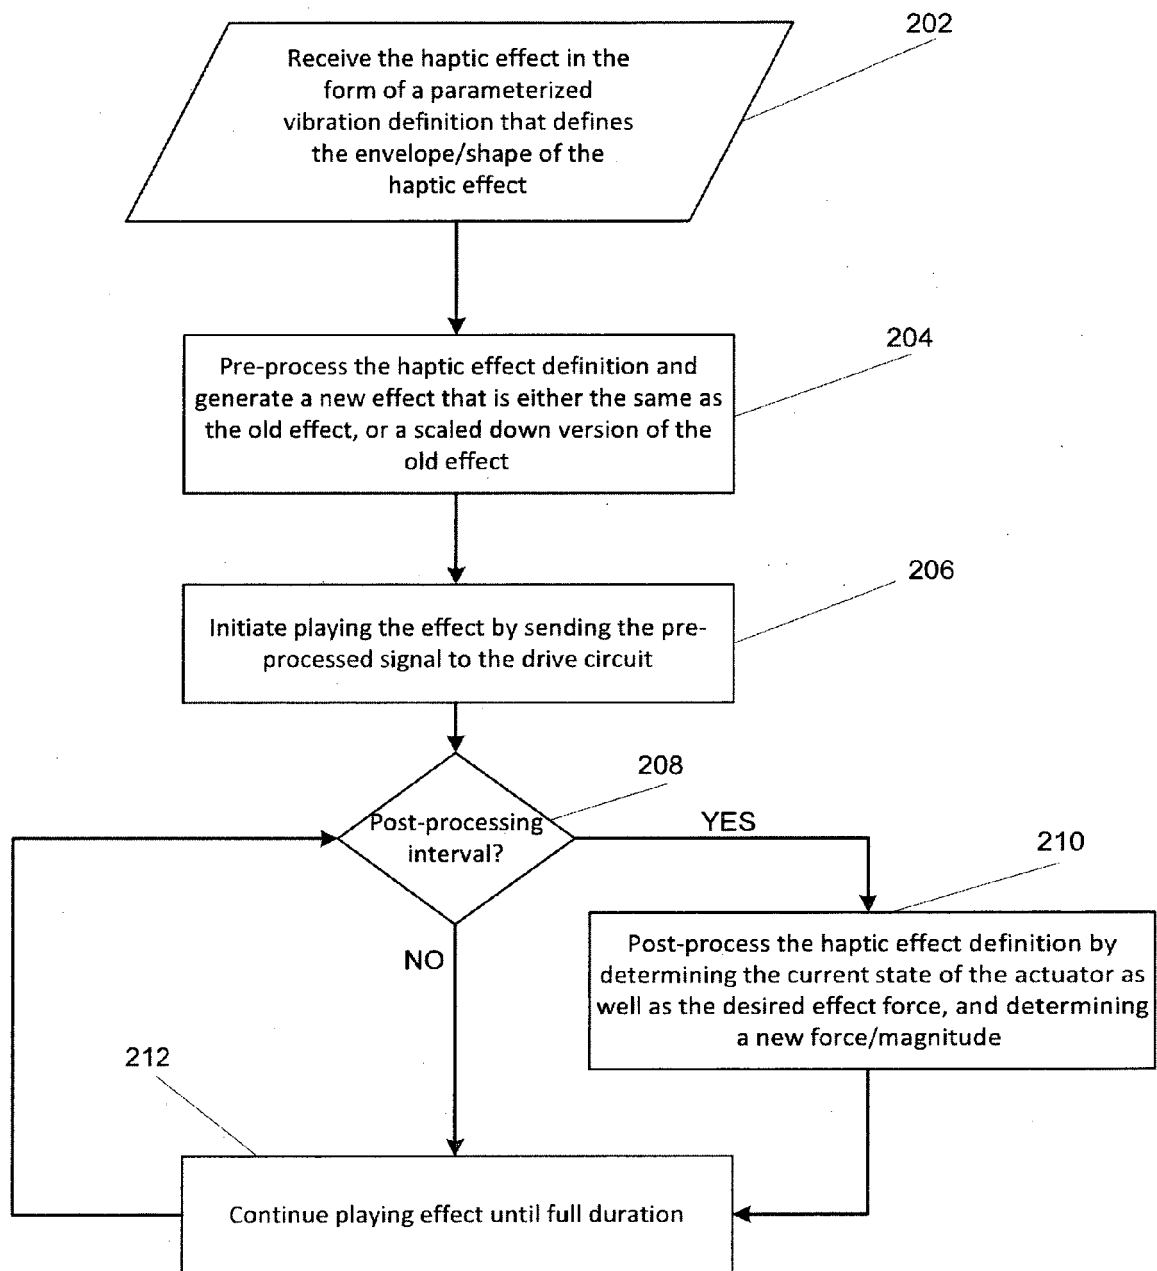 202
Receive the haptic effect in the
form of a parameterized
vibration definition that defines
the envelope/shape of the
haptic effect
204
Pre-process the haptic effect definition and
generate a new effect that is either the same as
the old effect, or a scaled down version of the
old effect
206
Initiate playing the effect by sending the pre-
processed signal to the drive circuit
208
Post-processing
interval?
YES
210
Post-process the haptic effect definition by
determining the current state of the actuator as
well as the desired effect force, and determining
a new force/magnitude
NO
212
Continue playing effect until full duration